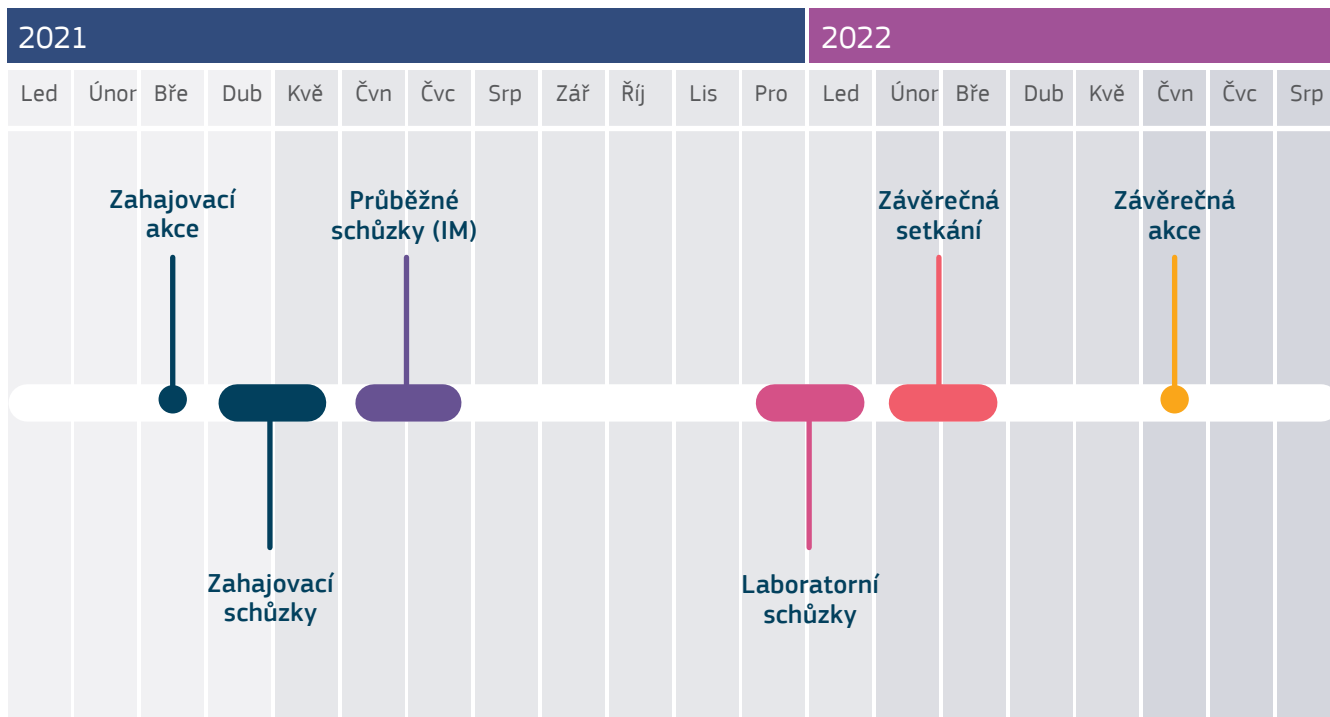 2021
2022
Led Únor Bře Dub Kvě Čvn Čvc Srp Zář Říj Lis Pro Led Únor Bře Dub Kvě Čvn Čvc Srp
Zahajovací
akce
Průběžné
schůzky (IM)
Závěrečná
setkání
Závěrečná
akce
Zahajovací
schůzky
Laboratorní
schůzky